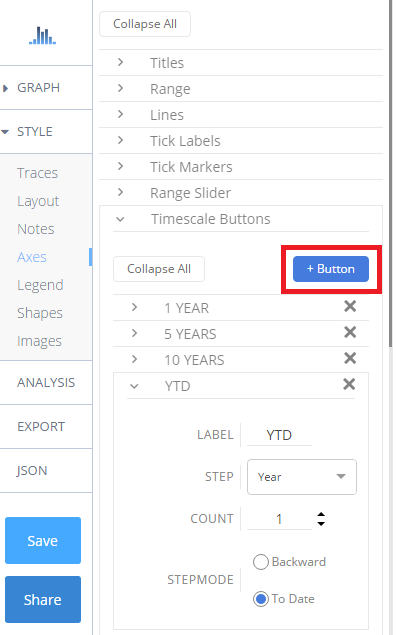 Collapse All
GRAPH
STYLE
Traces
Layout
Notes
Axes
Legend
Shapes
Images
ANALYSIS
EXPORT
JSON
Save
Share
Titles
Range
Lines
Tick Labels
Tick Markers
Range Slider
Timescale Buttons
Collapse All
+ Button
1 YEAR
5 YEARS
10 YEARS
YTD
LABEL YTD
STEP Year
COUNT 1
STEPMODE
Backward
To Date